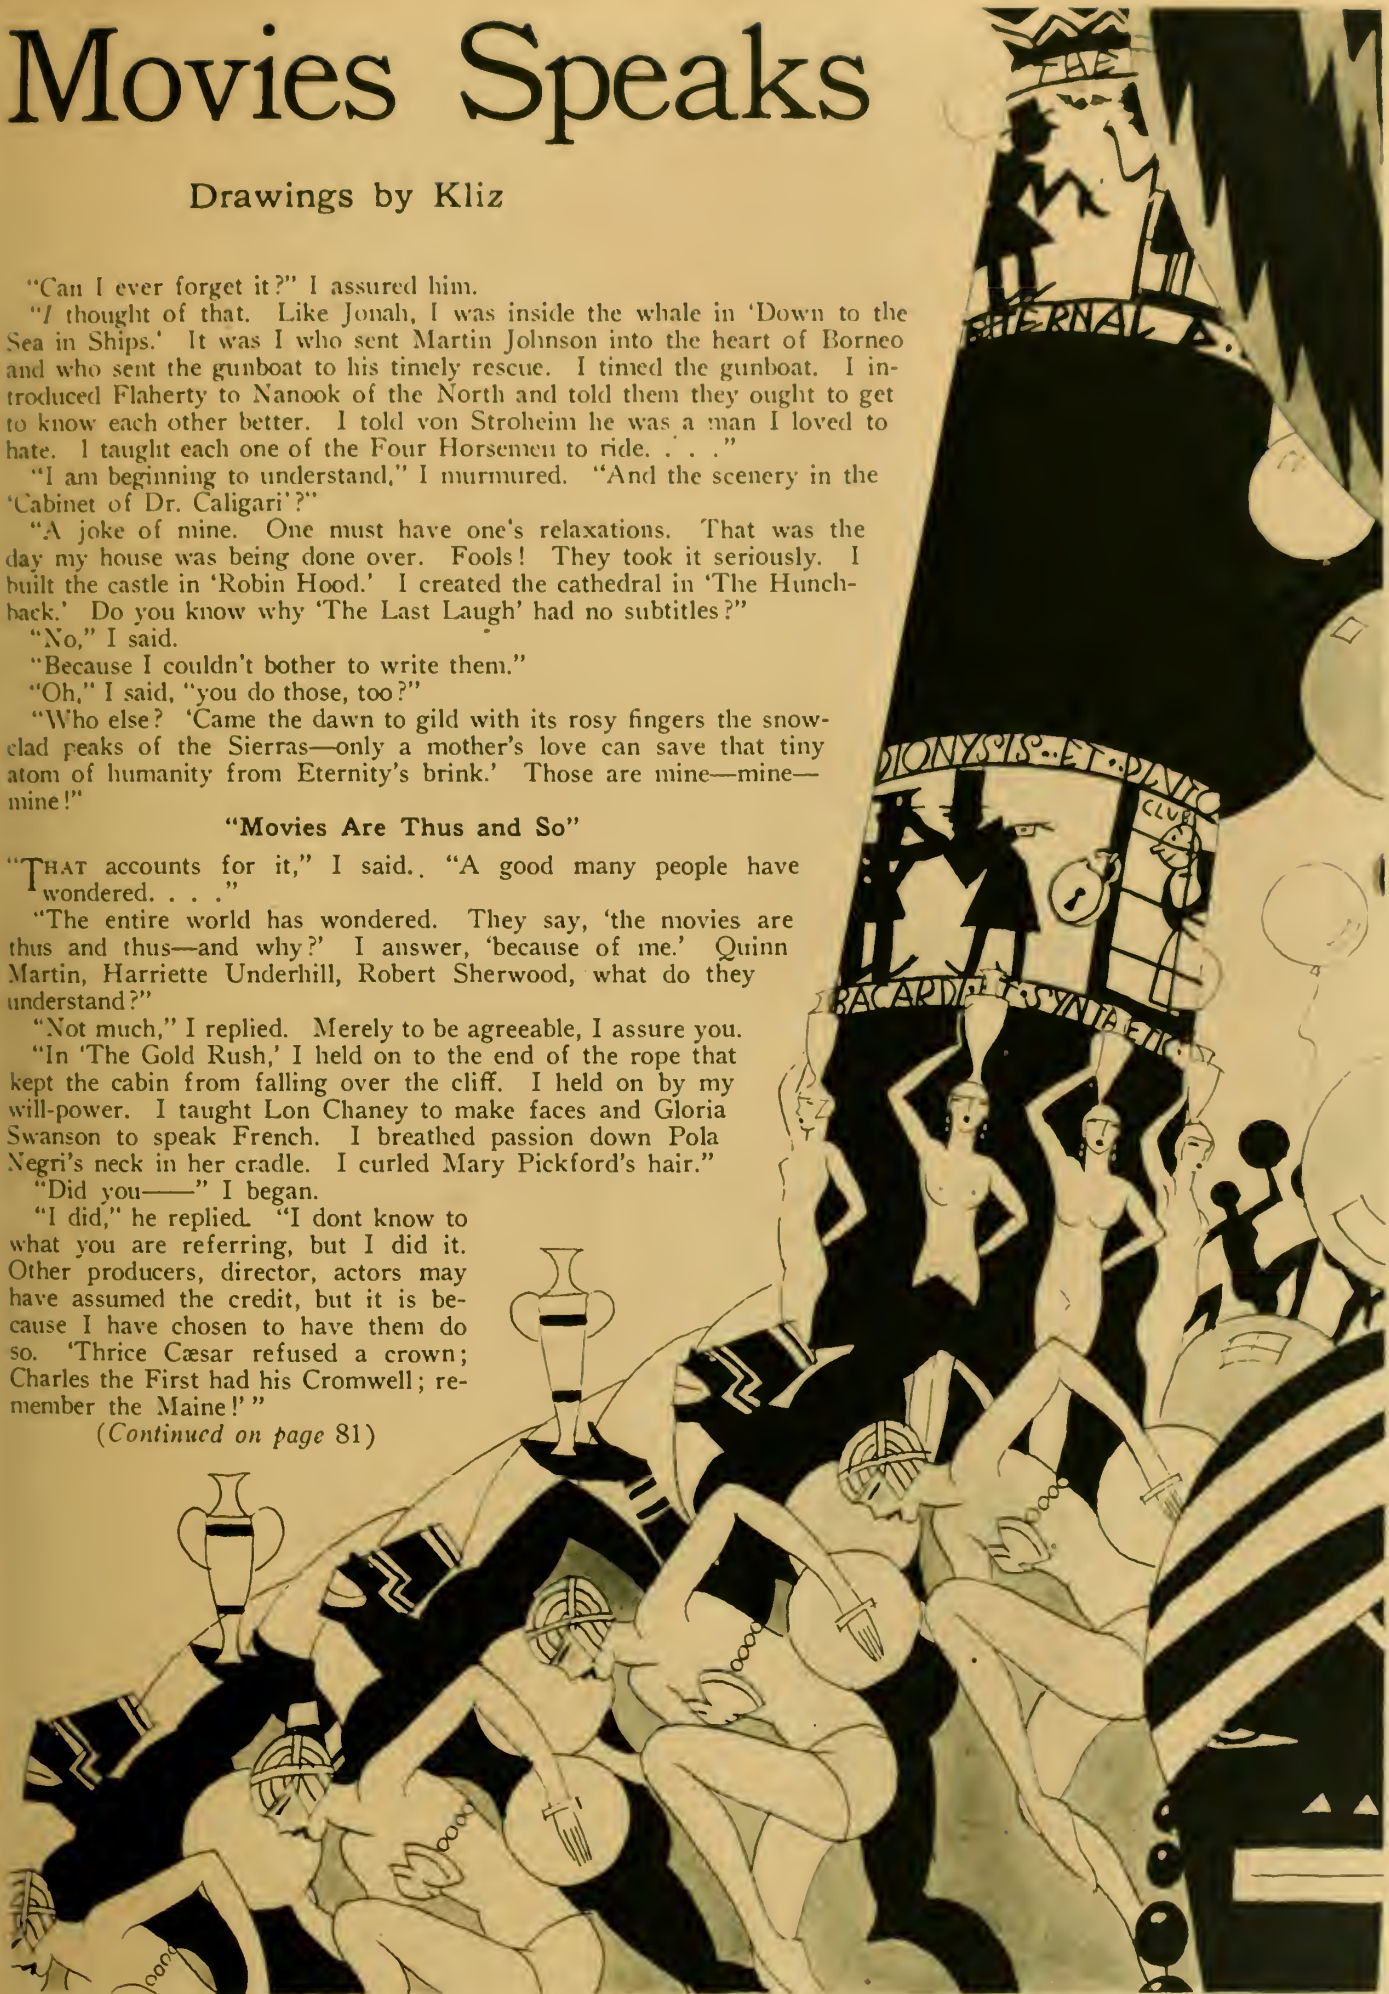 Movies Speaks
Drawings by Kliz
"Can I ever forget it?" I assured him.
"I thought of that. Like Jonah, I was inside the whale in 'Down to the
Sea in Ships.' It was I who sent Martin Johnson into the heart of Borneo
and who sent the gunboat to his timely rescue. I timed the gunboat. I in-
troduced Flaherty to Nanook of the North and told them they ought to get
to know each other better. I told von Stroheim he was a man I loved to
hate. I taught each one of the Four Horsemen to ride. . . ."
"I am beginning to understand," I murmured. "And the scenery in the
'Cabinet of Dr. Caligari'?"
"A joke of mine. One must have one's relaxations. That was the
day my house was being done over. Fools! They took it seriously. I
built the castle in 'Robin Hood.' I created the cathedral in 'The Hunch-
back.' Do you know why 'The Last Laugh' had no subtitles?"
"No," I said.
"Because I couldn't bother to write them."
"Oh," I said, "you do those, too?"
"Who else? 'Came the dawn to gild with its rosy fingers the snow-
clad peaks of the Sierras—only a mother's love can save that tiny
atom of humanity from Eternity's brink.' Those are mine—mine—
mine!"
"Movies Are Thus and So"
"THAT accounts for it," I said.. "A good many people have
wondered. . . ."
"The entire world has wondered. They say, 'the movies are
thus and thus—and why?' I answer, 'because of me.' Quinn
Martin, Harriette Underhill, Robert Sherwood, what do they
understand?"
"Not much," I replied. Merely to be agreeable, I assure you.
"In 'The Gold Rush,' I held on to the end of the rope that
kept the cabin from falling over the cliff. I held on by my
will-power. I taught Lon Chaney to make faces and Gloria
Swanson to speak French. I breathed passion down Pola
Negri's neck in her cradle. I curled Mary Pickford's hair."
"Did you——" I began.
"I did," he replied. "I dont know to
what you are referring, but I did it.
Other producers, director, actors may
have assumed the credit, but it is be-
cause I have chosen to have them do
so. 'Thrice Cæsar refused a crown;
Charles the First had his Cromwell; re-
member the Maine!'"
(Continued on page 81)
THE
ETERNAL
DIONYSIS·ET·PLUTO
CLUB
BACARDI·ET·SYNTHETIC